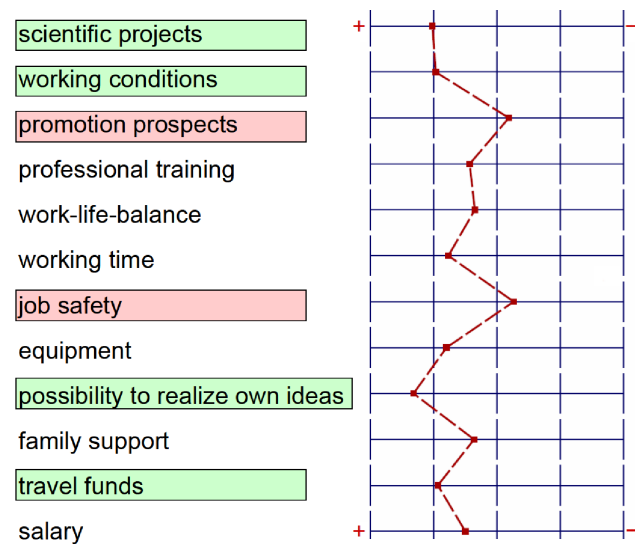 scientific projects + −
working conditions
promotion prospects
professional training
work-life-balance
working time
job safety
equipment
possibility to realize own ideas
family support
travel funds
salary + −